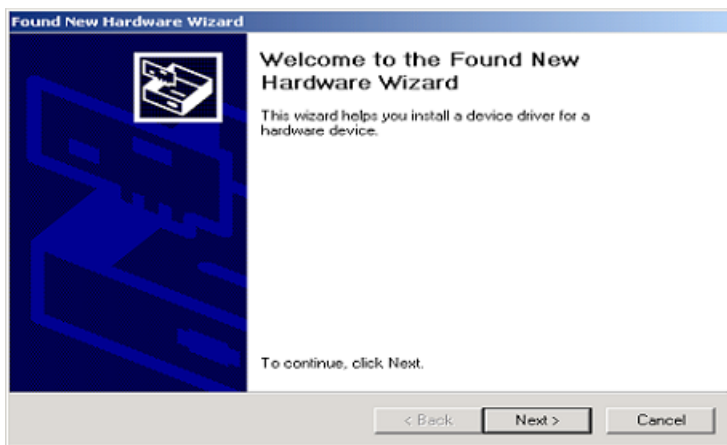 Found New Hardware Wizard
Welcome to the Found New
Hardware Wizard
This wizard helps you install a device driver for a
hardware device.
To continue, click Next.
< Back
Next >
Cancel